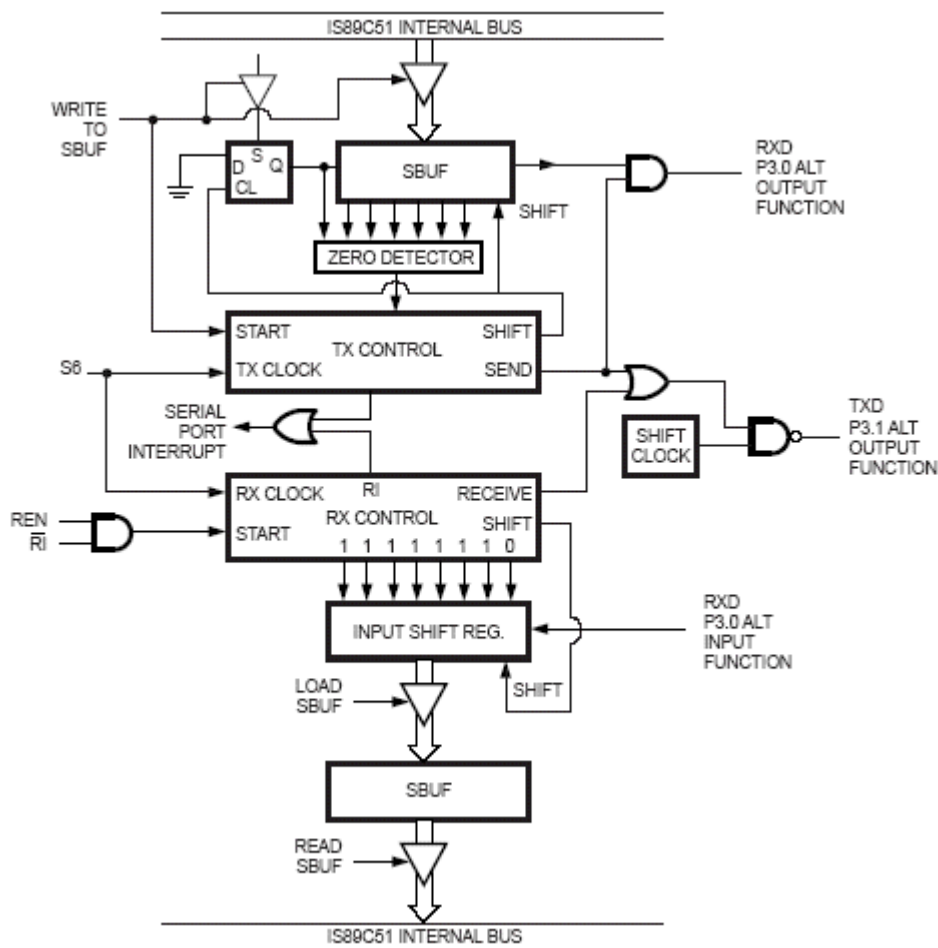 IS89C51 INTERNAL BUS
WRITE
TO
SBUF
S
D
Q
CL
SBUF
SHIFT
RXD
P3.0 ALT
OUTPUT
FUNCTION
ZERO DETECTOR
START
SHIFT
TX CONTROL
S6
TX CLOCK
SEND
SERIAL
PORT
INTERRUPT
SHIFT
CLOCK
TXD
P3.1 ALT
OUTPUT
FUNCTION
RX CLOCK
RI
RECEIVE
RX CONTROL
SHIFT
REN
R̅I̅
START
1 1 1 1 1 1 1 0
INPUT SHIFT REG.
RXD
P3.0 ALT
INPUT
FUNCTION
LOAD
SBUF
SHIFT
SBUF
READ
SBUF
IS89C51 INTERNAL BUS